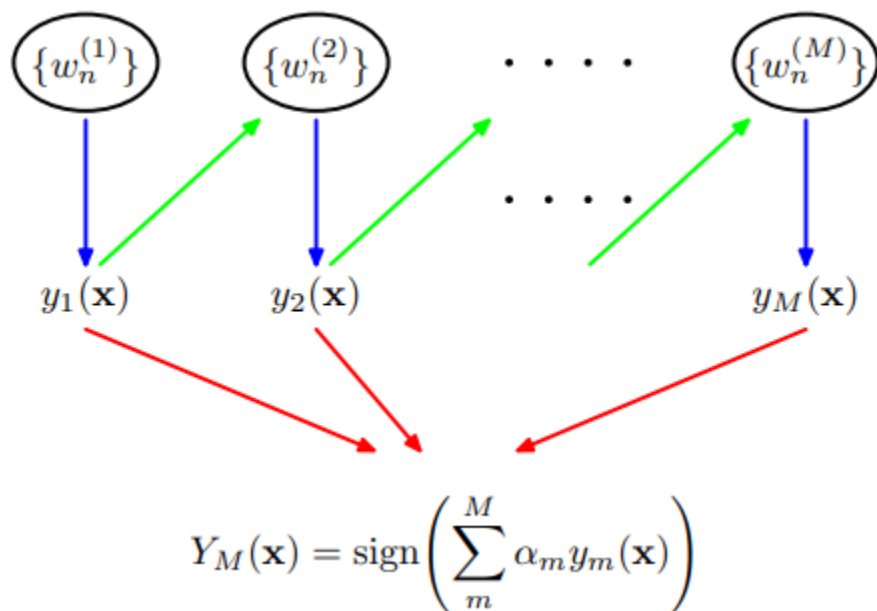 {w_n^{(1)}} {w_n^{(2)}} · · · · {w_n^{(M)}}
· · · ·
y_1(x) y_2(x) y_M(x)
Y_M(x) = sign(∑_m^M α_m y_m(x))